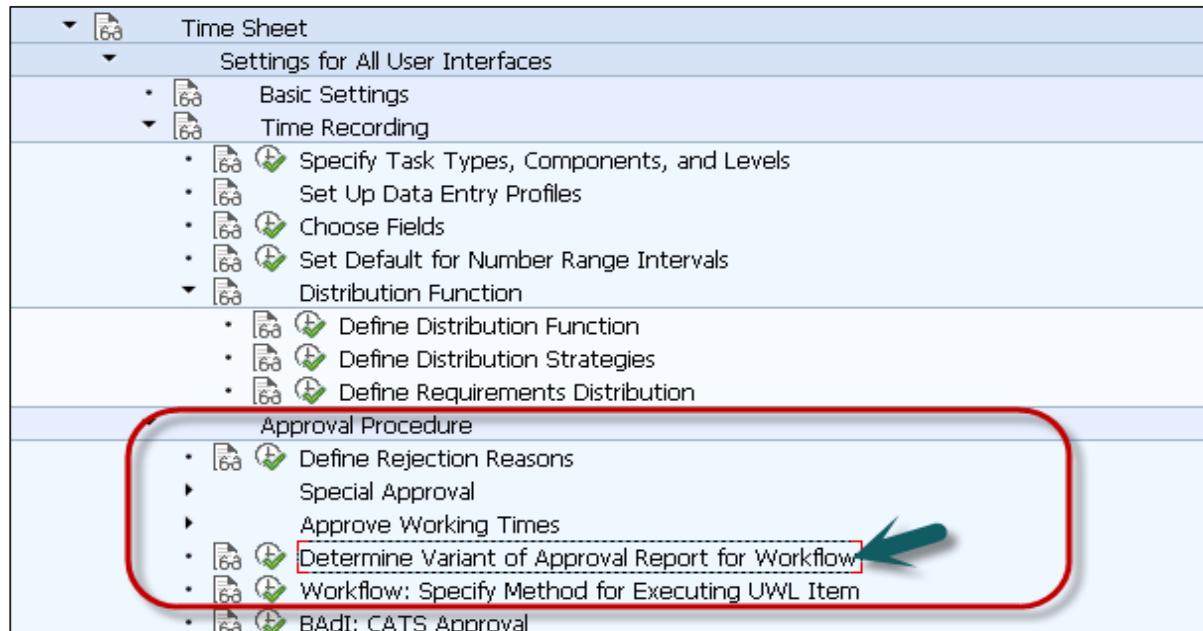 Time Sheet
Settings for All User Interfaces
Basic Settings
Time Recording
Specify Task Types, Components, and Levels
Set Up Data Entry Profiles
Choose Fields
Set Default for Number Range Intervals
Distribution Function
Define Distribution Function
Define Distribution Strategies
Define Requirements Distribution
Approval Procedure
Define Rejection Reasons
Special Approval
Approve Working Times
Determine Variant of Approval Report for Workflow
Workflow: Specify Method for Executing UWL Item
BAdI: CATS Approval